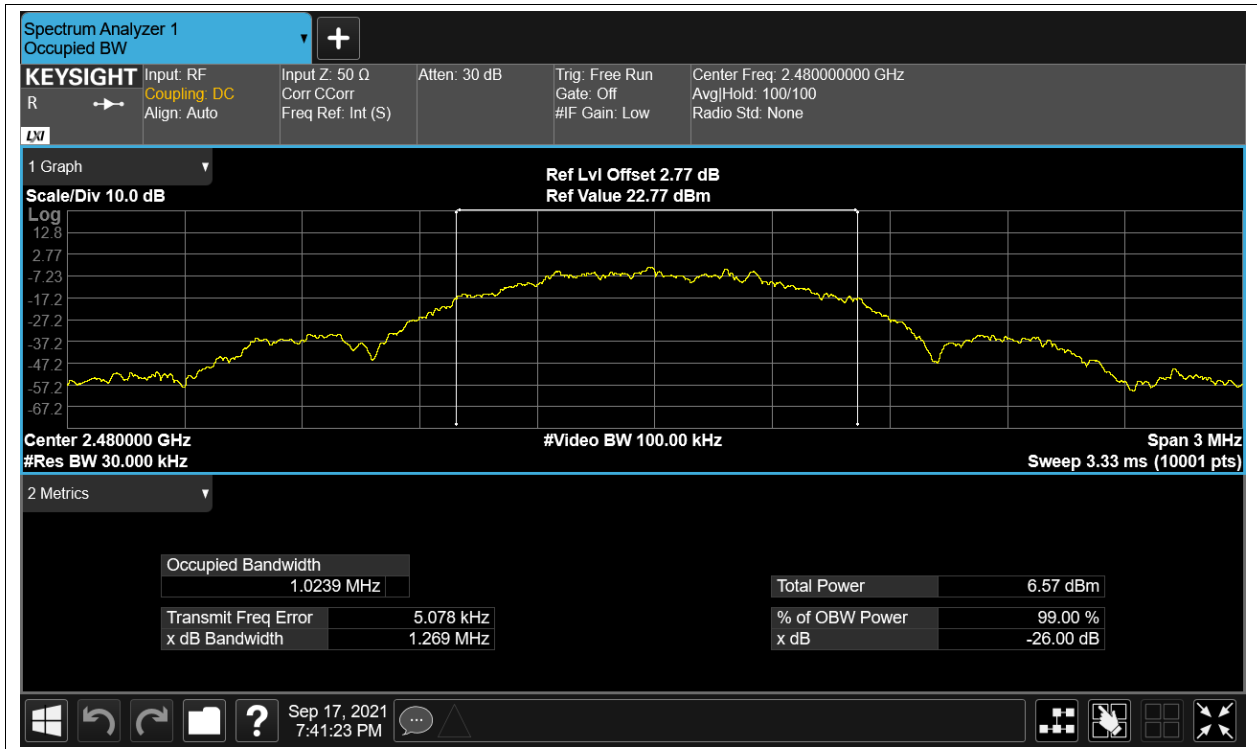 Spectrum Analyzer 1
Occupied BW
+
KEYSIGHT Input: RF Input Z: 50 Ω Atten: 30 dB Trig: Free Run Center Freq: 2.480000000 GHz
R Coupling: DC Corr CCorr Gate: Off Avg|Hold: 100/100
Align: Auto Freq Ref: Int (S) #IF Gain: Low Radio Std: None
LXI
1 Graph
Ref Lvl Offset 2.77 dB
Scale/Div 10.0 dB Ref Value 22.77 dBm
Log
12.8
2.77
-7.23
-17.2
-27.2
-37.2
-47.2
-57.2
-67.2
Center 2.480000 GHz #Video BW 100.00 kHz Span 3 MHz
#Res BW 30.000 kHz Sweep 3.33 ms (10001 pts)
2 Metrics
Occupied Bandwidth
1.0239 MHz Total Power 6.57 dBm
Transmit Freq Error 5.078 kHz % of OBW Power 99.00 %
x dB Bandwidth 1.269 MHz x dB -26.00 dB
? Sep 17, 2021
7:41:23 PM